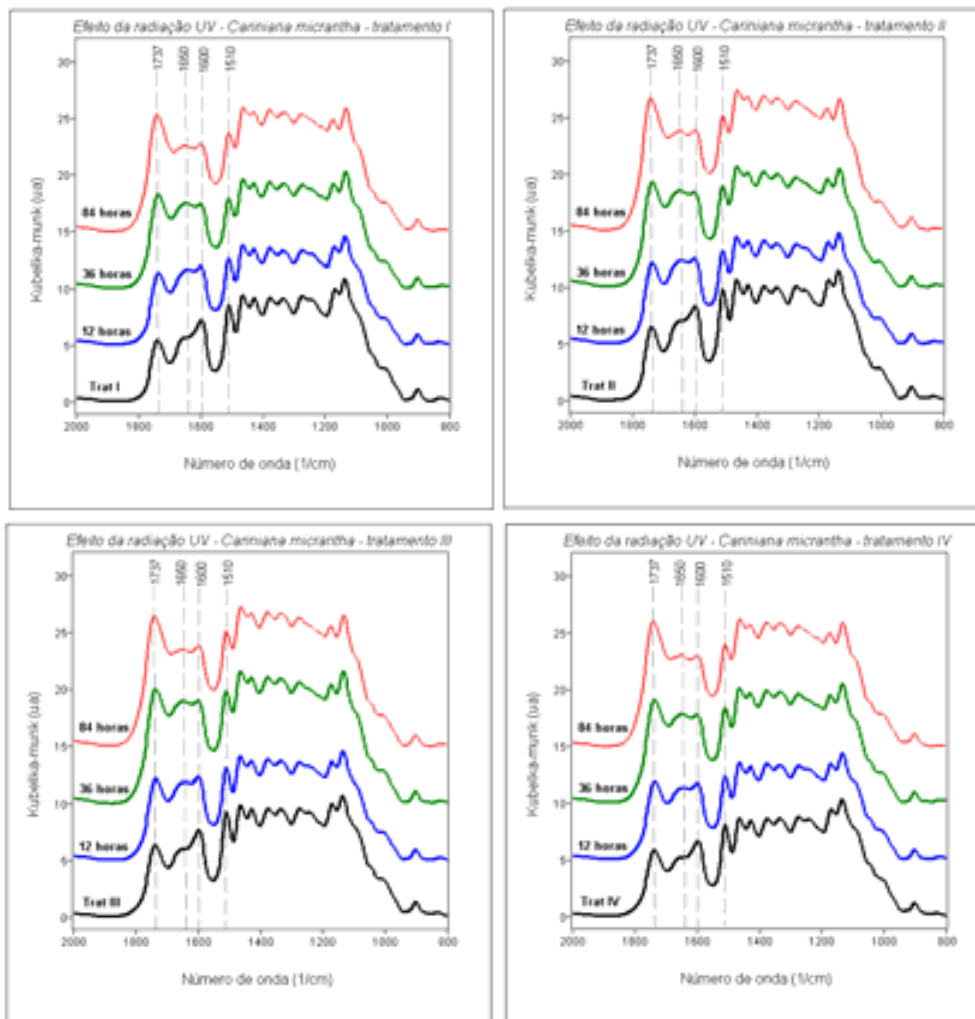 Efeito da radiação UV - Cariniana micrantha - tratamento I
1737
1650
1600
1510
30
25
20
15
10
5
0
84 horas
36 horas
12 horas
Trat I
Kubelka-munk (ua)
2000 1800 1600 1400 1200 1000 800
Número de onda (1/cm)
Efeito da radiação UV - Cariniana micrantha - tratamento II
1737
1650
1600
1510
30
25
20
15
10
5
0
84 horas
36 horas
12 horas
Trat II
Kubelka-munk (ua)
2000 1800 1600 1400 1200 1000 800
Número de onda (1/cm)
Efeito da radiação UV - Cariniana micrantha - tratamento III
1737
1650
1600
1510
30
25
20
15
10
5
0
84 horas
36 horas
12 horas
Trat III
Kubelka-munk (ua)
2000 1800 1600 1400 1200 1000 800
Número de onda (1/cm)
Efeito da radiação UV - Cariniana micrantha - tratamento IV
1737
1650
1600
1510
30
25
20
15
10
5
0
84 horas
36 horas
12 horas
Trat IV
Kubelka-munk (ua)
2000 1800 1600 1400 1200 1000 800
Número de onda (1/cm)